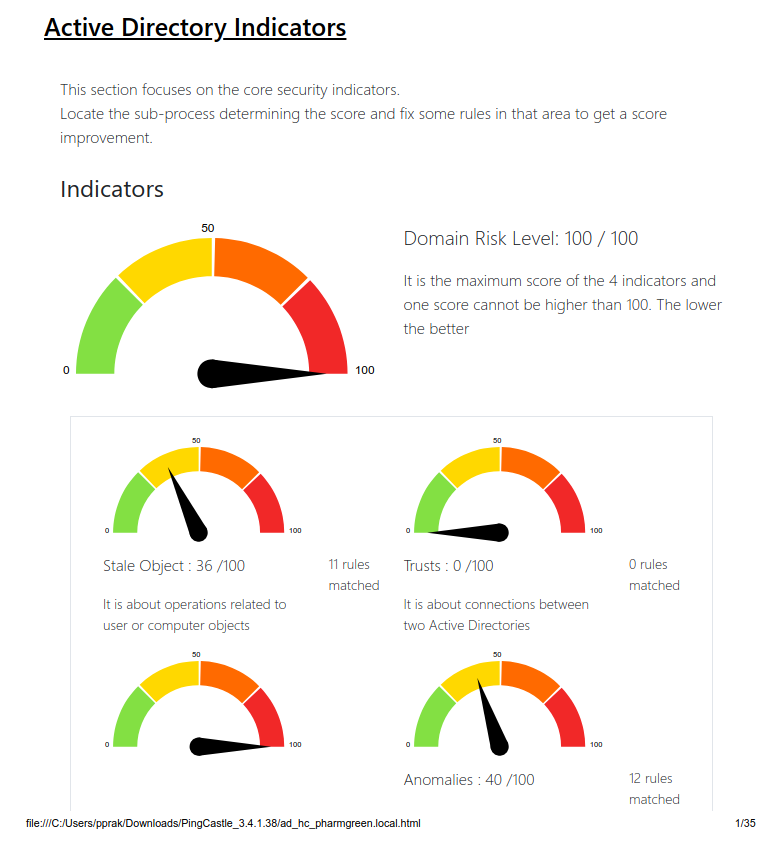 Active Directory Indicators
This section focuses on the core security indicators.
Locate the sub-process determining the score and fix some rules in that area to get a score
improvement.
Indicators
50
0
100
Domain Risk Level: 100 / 100
It is the maximum score of the 4 indicators and
one score cannot be higher than 100. The lower
the better
50
0
100
Stale Object : 36 /100
11 rules
matched
It is about operations related to
user or computer objects
50
0
100
Trusts : 0 /100
0 rules
matched
It is about connections between
two Active Directories
50
0
100
50
0
100
Anomalies : 40 /100
12 rules
matched
file:///C:/Users/pprak/Downloads/PingCastle_3.4.1.38/ad_hc_pharmgreen.local.html
1/35